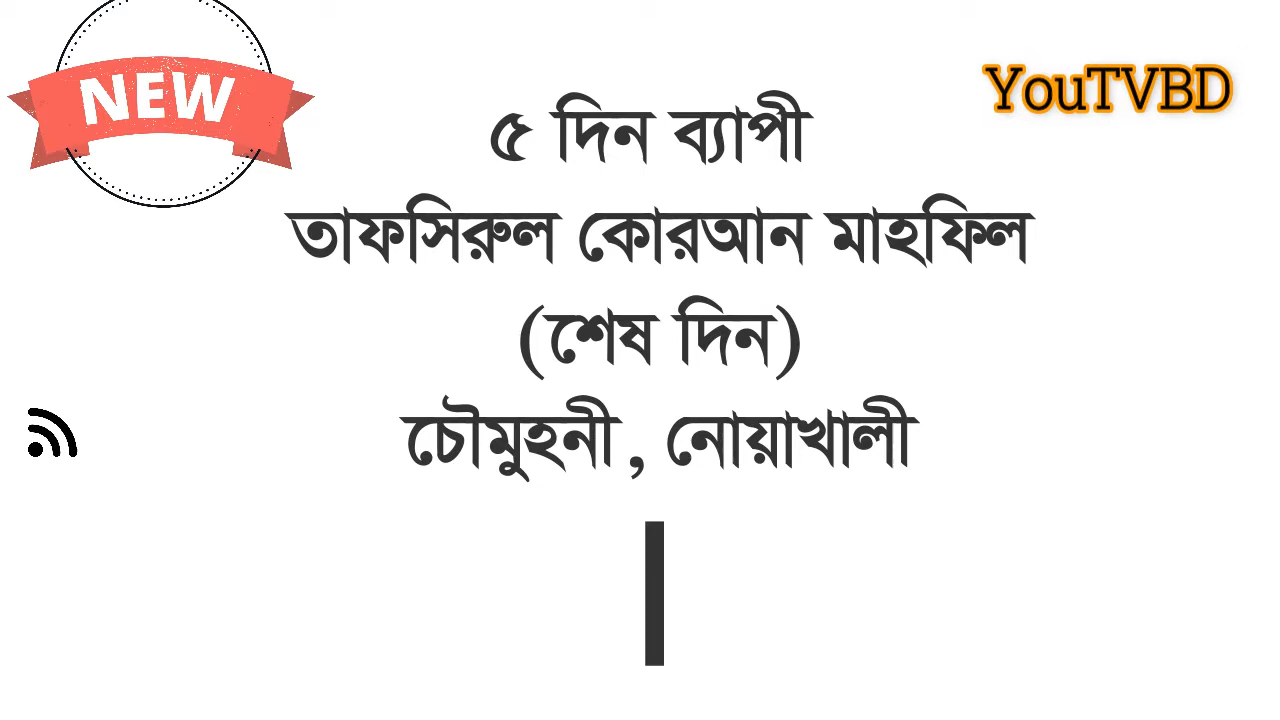 NEW
YouTVBD
৫ দিন ব্যাপী
তাফসিরুল কোরআন মাহফিল
(শেষ দিন)
চৌমুহনী, নোয়াখালী